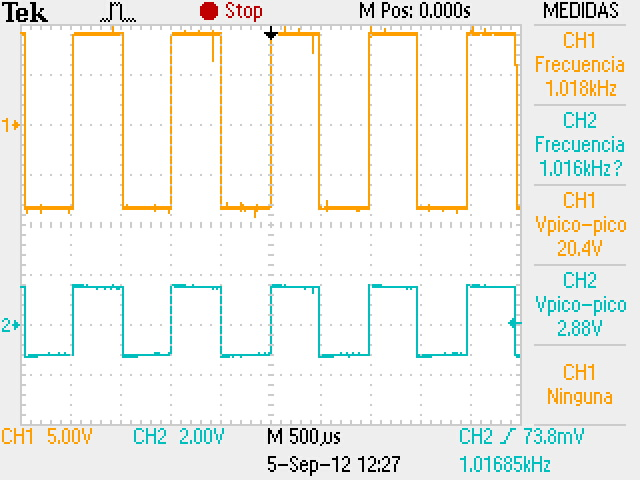 Tek Stop M Pos: 0.000s MEDIDAS
CH1
Frecuencia
1.018kHz
CH2
Frecuencia
1.016kHz?
CH1
Vpico-pico
20.4V
CH2
Vpico-pico
2.88V
CH1
Ninguna
1
2
CH1 5.00V CH2 2.00V M 500µs CH2 73.8mV
5-Sep-12 12:27 1.01685kHz